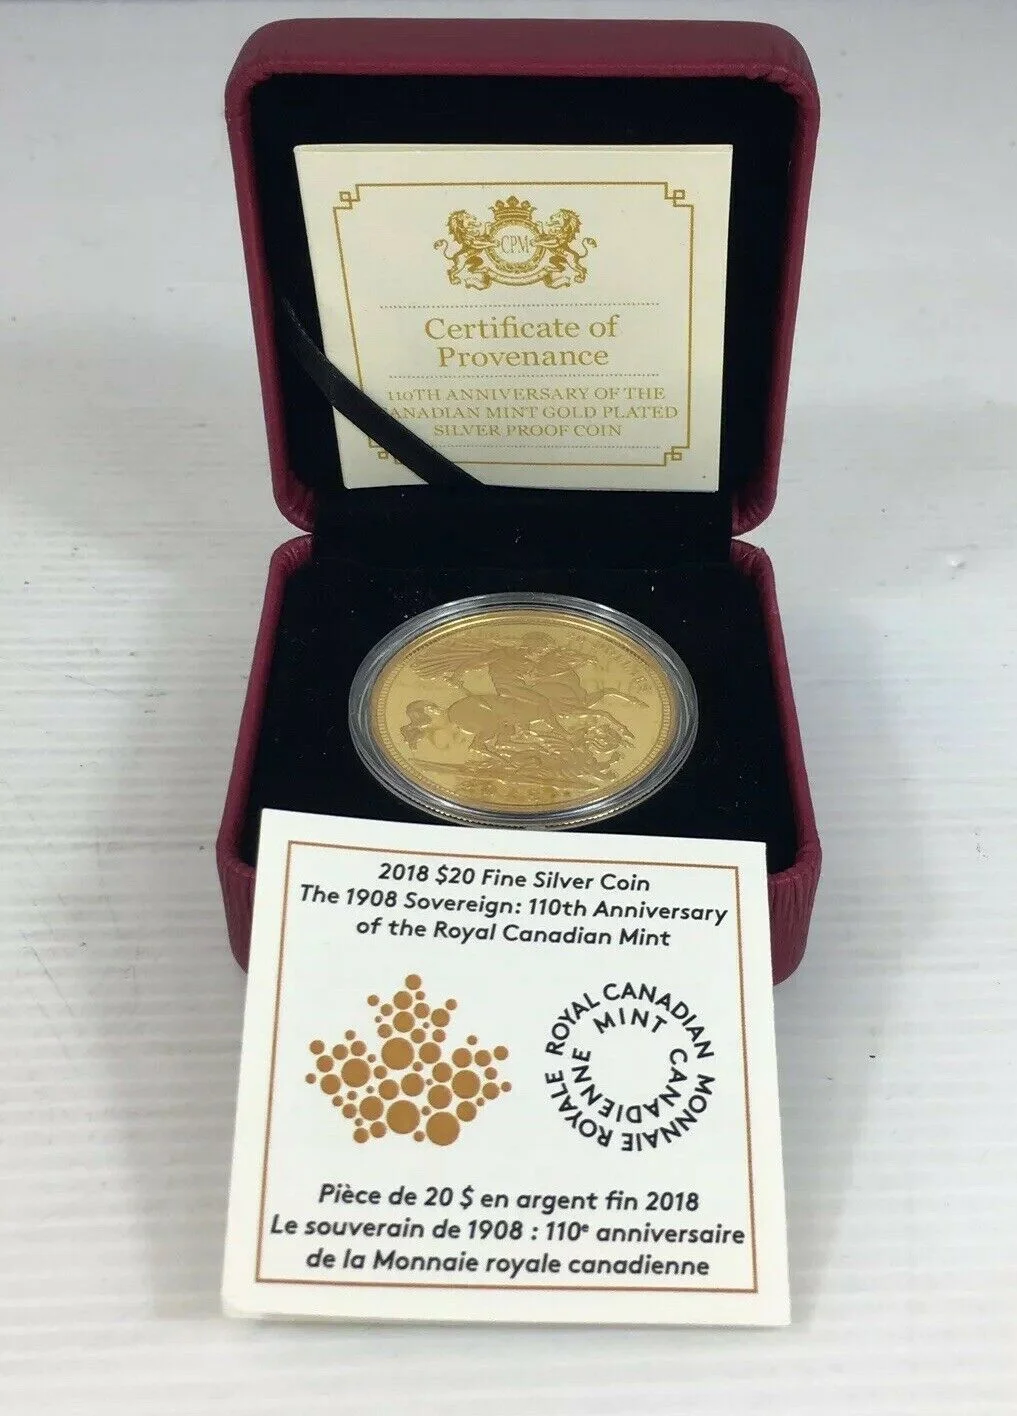 CPM
Certificate of
Provenance
110TH ANNIVERSARY OF THE
CANADIAN MINT GOLD PLATED
SILVER PROOF COIN
2018 $20 Fine Silver Coin
The 1908 Sovereign: 110th Anniversary
of the Royal Canadian Mint
ROYAL CANADIAN
MINT
MONNAIE ROYALE
CANADIENNE
Pièce de 20 $ en argent fin 2018
Le souverain de 1908 : 110e anniversaire
de la Monnaie royale canadienne